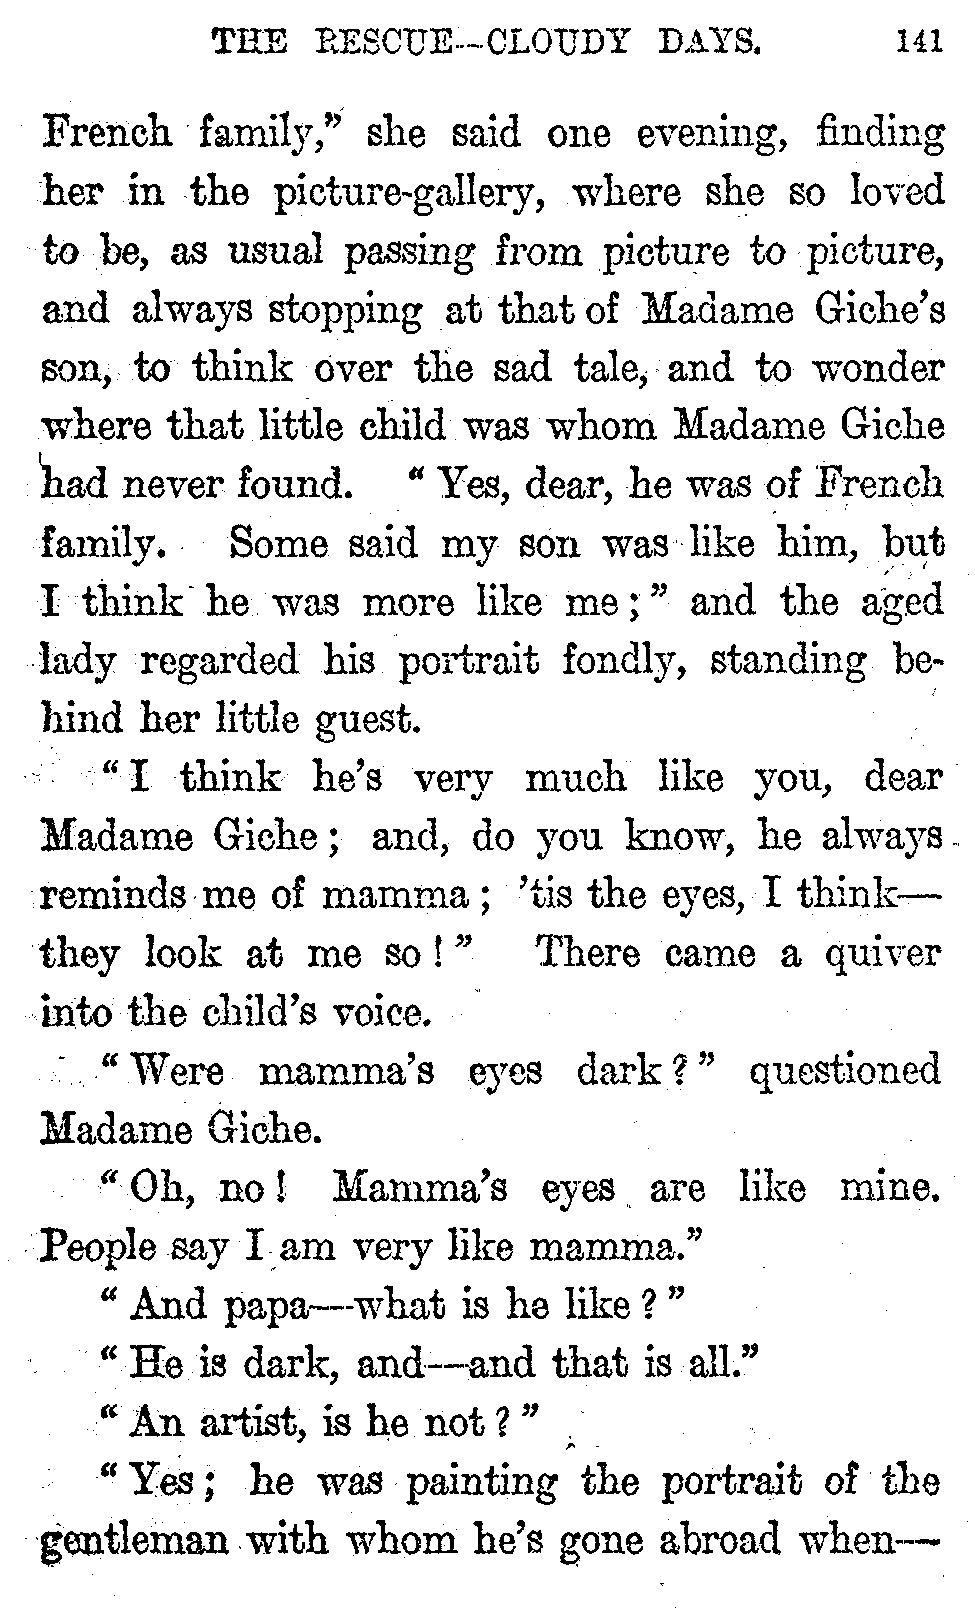 THE RESCUE--CLOUDY DAYS. 141
French family,” she said one evening, finding
her in the picture-gallery, where she so loved
to be, as usual passing from picture to picture,
and always stopping at that of Madame Giche’s
son, to think over the sad tale, and to wonder
where that little child was whom Madame Giche
had never found. “ Yes, dear, he was of French
family. Some said my son was like him, but
I think he was more like me ; ” and the aged
lady regarded his portrait fondly, standing be-
hind her little guest.
“ I think he’s very much like you, dear
Madame Giche ; and, do you know, he always
reminds me of mamma ; ’tis the eyes, I think—
they look at me so ! ” There came a quiver
into the child’s voice.
“ Were mamma’s eyes dark ? ” questioned
Madame Giche.
“ Oh, no ! Mamma’s eyes are like mine.
People say I am very like mamma.”
“ And papa—what is he like ? ”
“ He is dark, and—and that is all.”
“ An artist, is he not ? ”
“ Yes ; he was painting the portrait of the
gentleman with whom he’s gone abroad when—